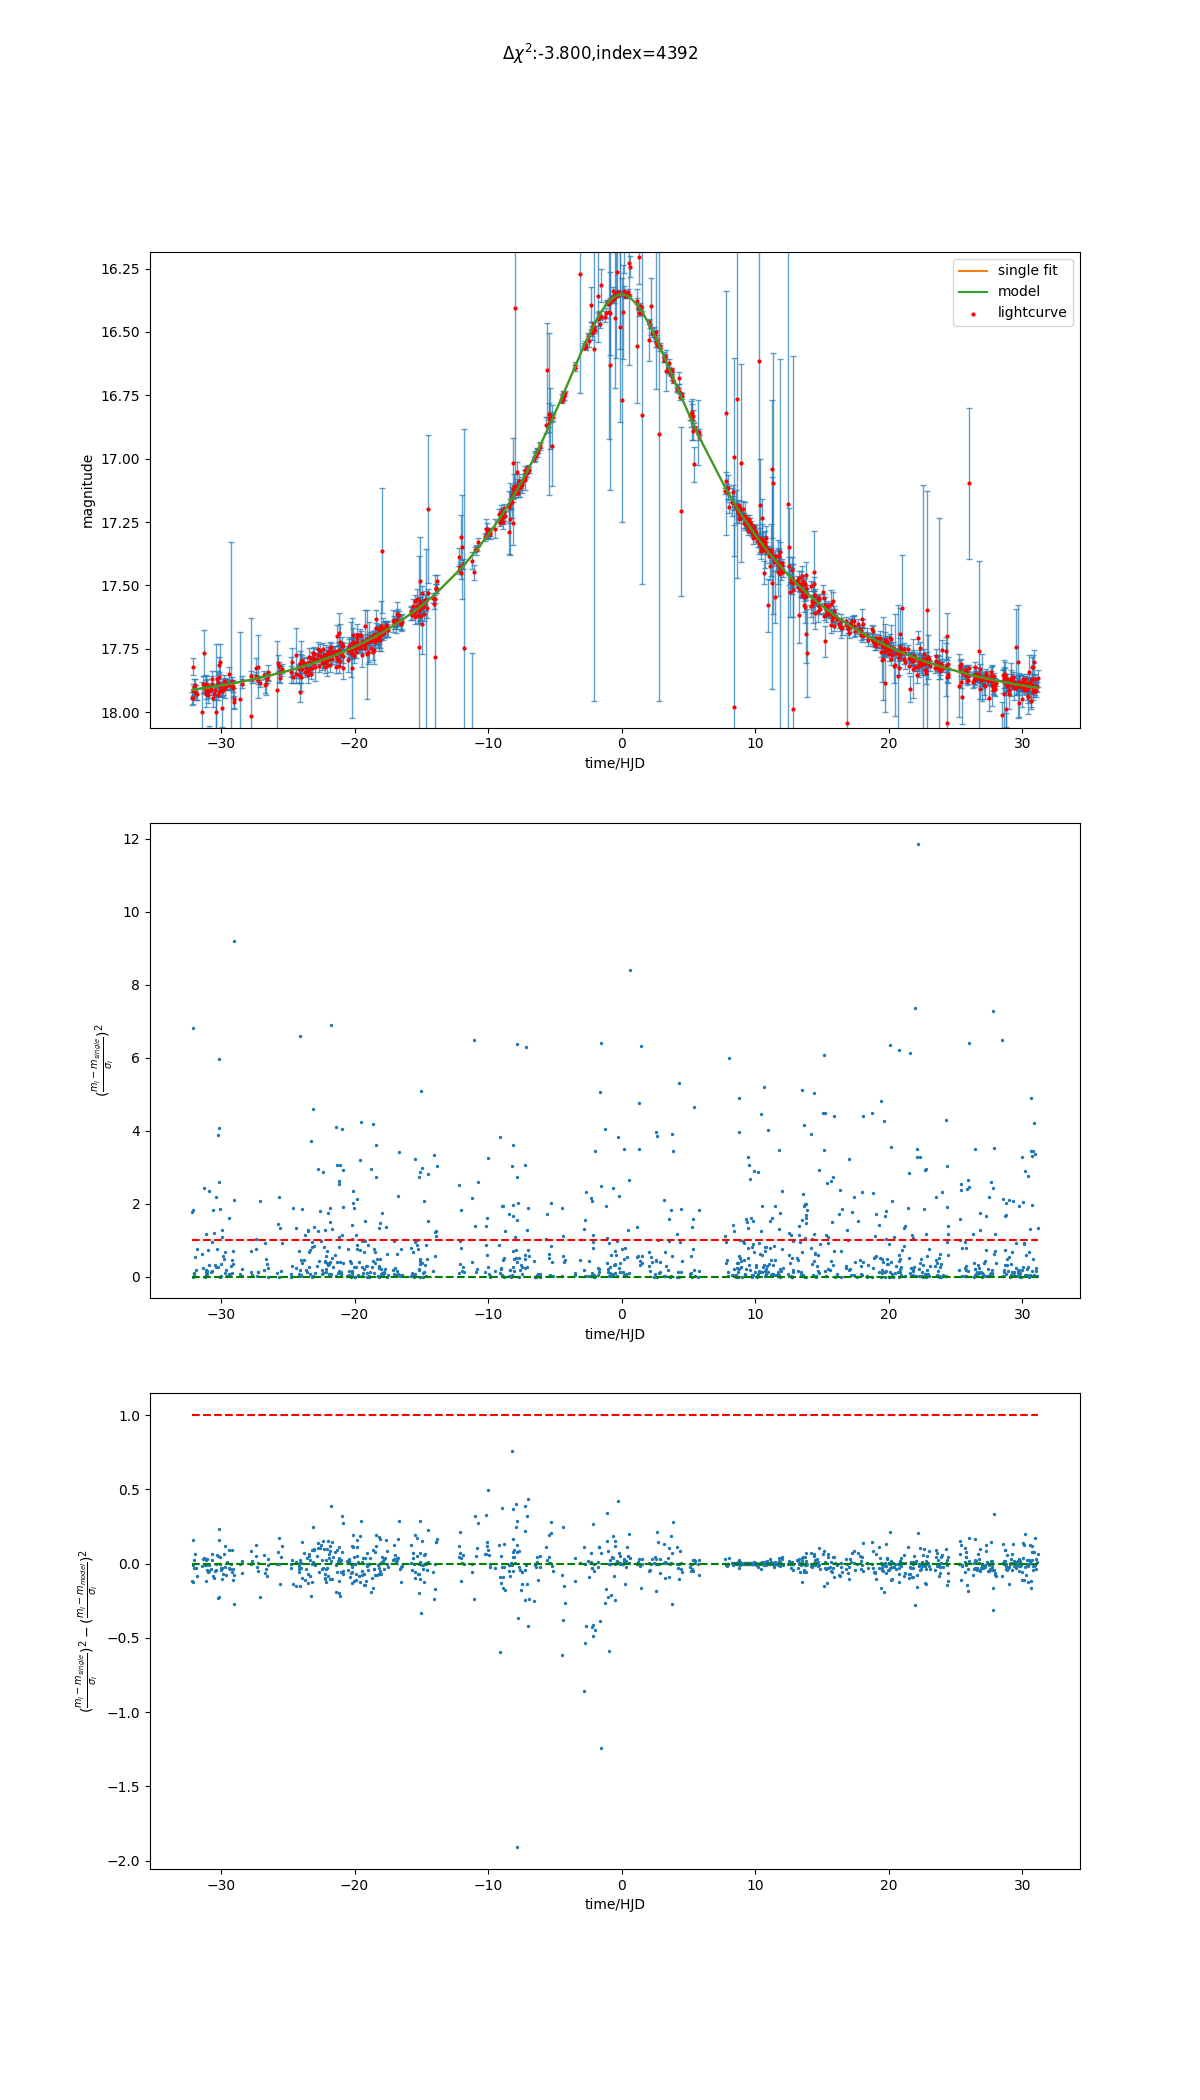 Δχ²:-3.800,index=4392
16.25
16.50
16.75
17.00
17.25
17.50
17.75
18.00
magnitude
single fit
model
lightcurve
−30 −20 −10 0 10 20 30
time/HJD
12
10
8
6
4
2
0
(m_i − m_single / σ_i)²
−30 −20 −10 0 10 20 30
time/HJD
1.0
0.5
0.0
−0.5
−1.0
−1.5
−2.0
(m_i − m_single / σ_i)² − (m_i − m_model / σ_i)²
−30 −20 −10 0 10 20 30
time/HJD